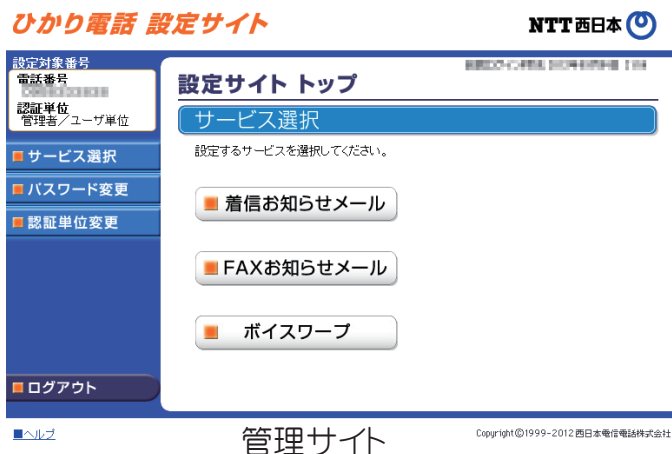 ひかり電話 設定サイト
NTT西日本
設定対象番号
電話番号
認証単位
管理者／ユーザ単位
サービス選択
パスワード変更
認証単位変更
ログアウト
設定サイト トップ
サービス選択
設定するサービスを選択してください。
着信お知らせメール
FAXお知らせメール
ボイスワープ
ヘルプ
管理サイト
Copyright©1999-2012 西日本電信電話株式会社